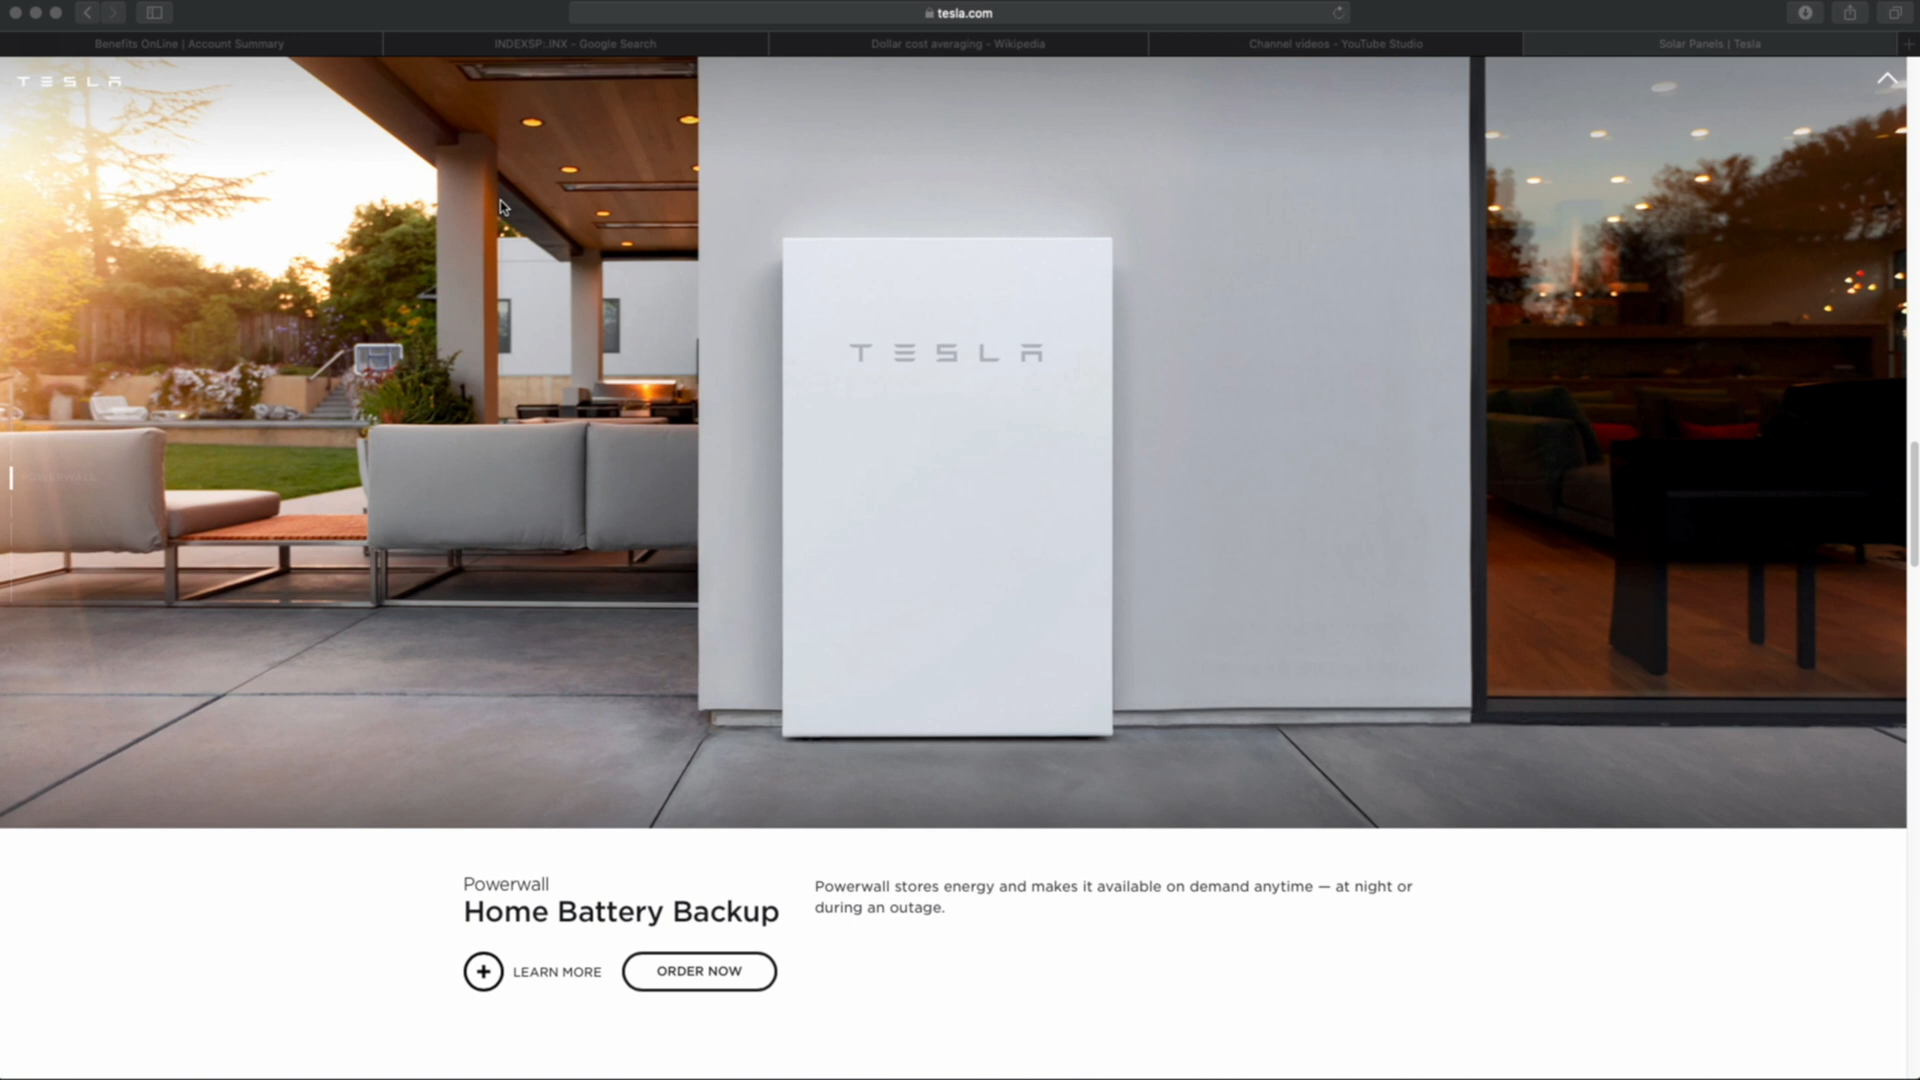 tesla.com
Benefits OnLine | Account Summary
INDEXSP:.INX - Google Search
Dollar cost averaging - Wikipedia
Channel videos - YouTube Studio
Solar Panels | Tesla
TESLA
TESLA
POWERWALL
Powerwall
Home Battery Backup
Powerwall stores energy and makes it available on demand anytime — at night or
during an outage.
LEARN MORE
ORDER NOW